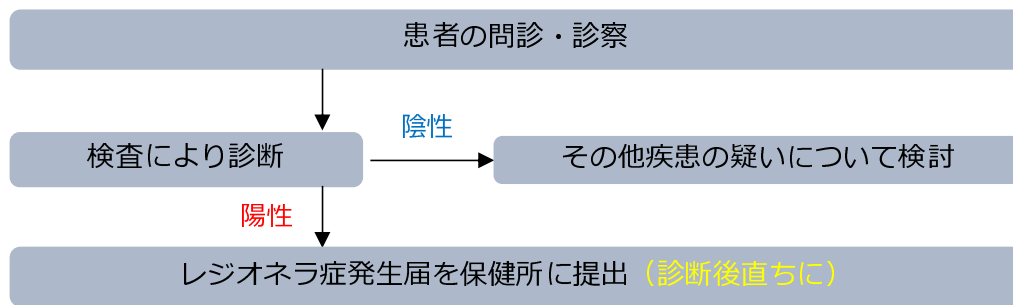 患者の問診・診察
陰性
検査により診断
その他疾患の疑いについて検討
陽性
レジオネラ症発生届を保健所に提出（診断後直ちに）